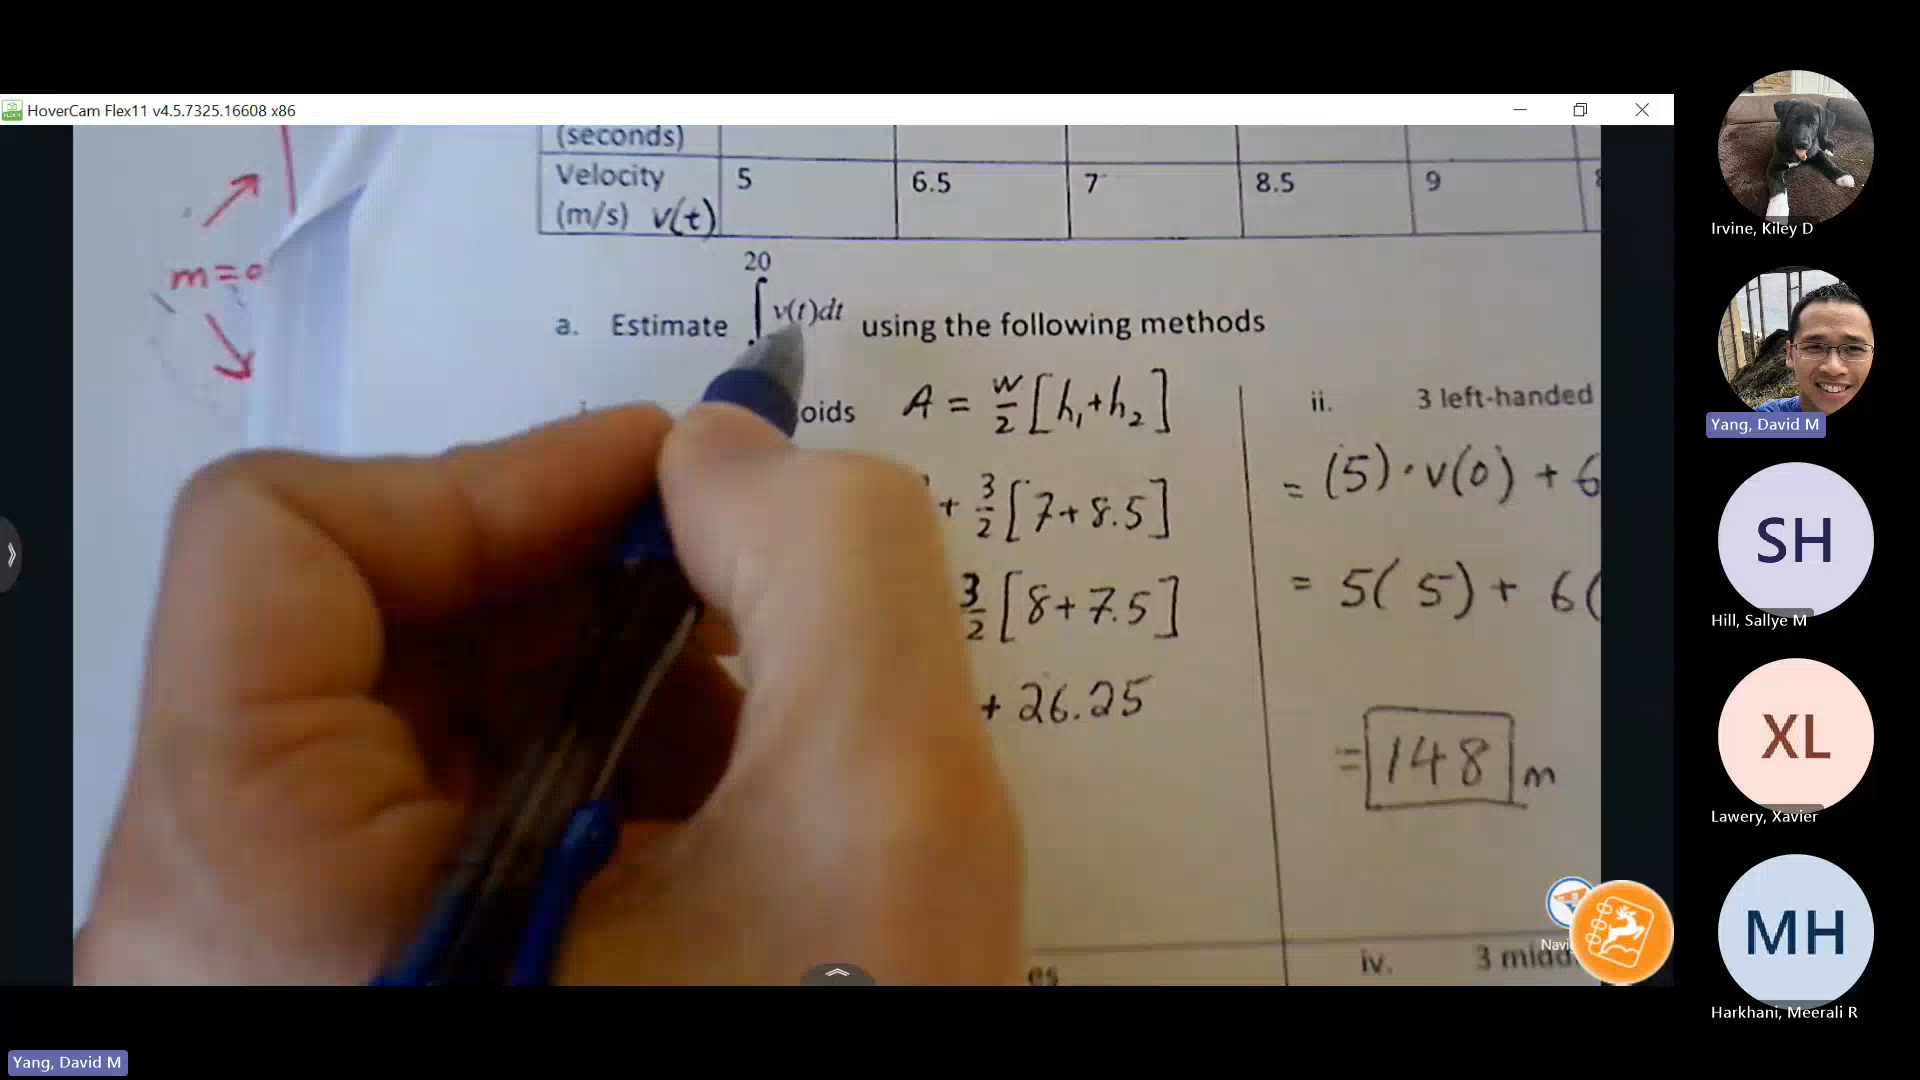 HoverCam Flex11 v4.5.7325.16608 x86
(seconds)
Velocity
(m/s) v(t)
5
6.5
7
8.5
9
m=0
20
a. Estimate ∫ v(t)dt using the following methods
oids
A = w/2 [h₁+h₂]
+ 3/2 [7+8.5]
3/2 [8+7.5]
+ 26.25
ii. 3 left-handed
= (5)·v(0) + 6
= 5( 5) + 6(
= 148 m
es
iv. 3 midd
Navi
Irvine, Kiley D
Yang, David M
SH
Hill, Sallye M
XL
Lawery, Xavier
MH
Harkhani, Meerali R
Yang, David M